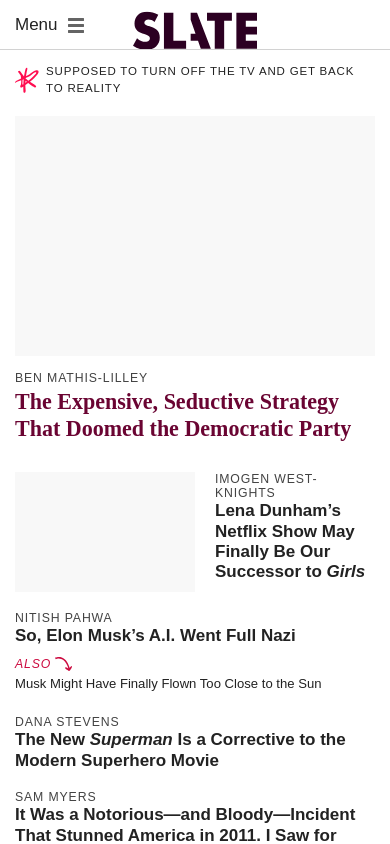 Menu
SLATE
SUPPOSED TO TURN OFF THE TV AND GET BACK
TO REALITY
BEN MATHIS-LILLEY
The Expensive, Seductive Strategy
That Doomed the Democratic Party
IMOGEN WEST-
KNIGHTS
Lena Dunham’s
Netflix Show May
Finally Be Our
Successor to Girls
NITISH PAHWA
So, Elon Musk’s A.I. Went Full Nazi
ALSO
Musk Might Have Finally Flown Too Close to the Sun
DANA STEVENS
The New Superman Is a Corrective to the
Modern Superhero Movie
SAM MYERS
It Was a Notorious—and Bloody—Incident
That Stunned America in 2011. I Saw for